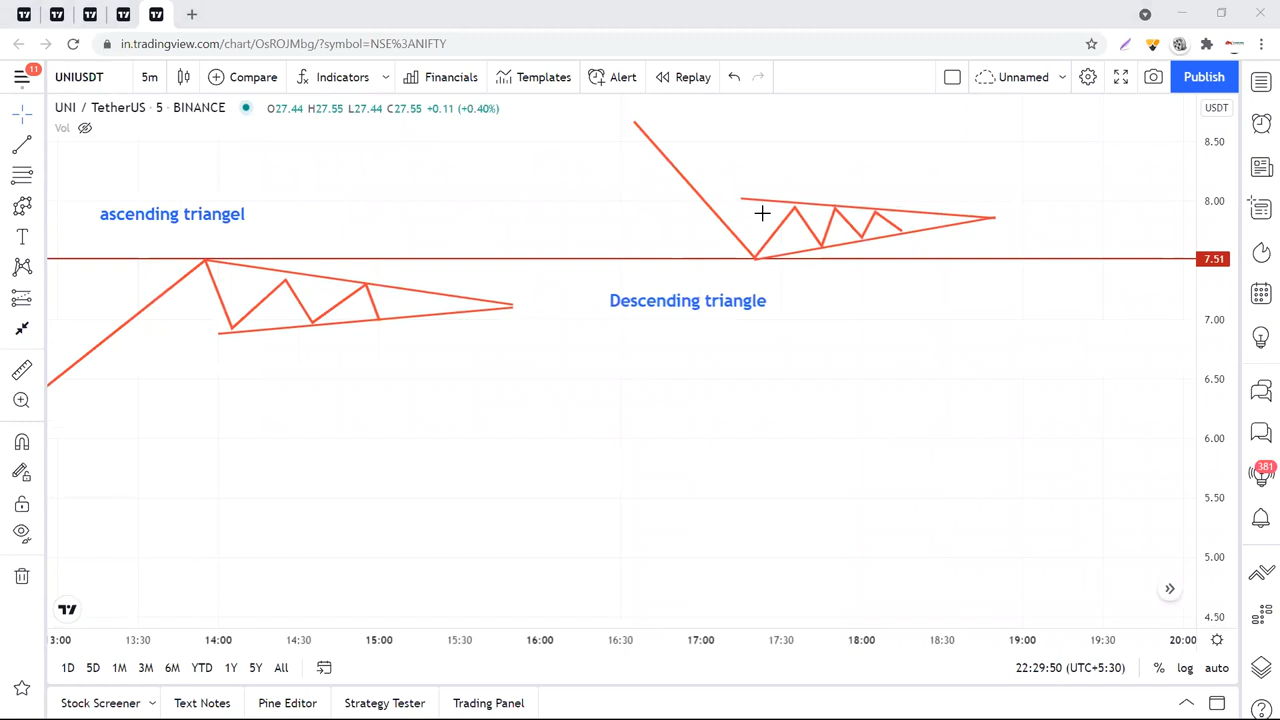 in.tradingview.com/chart/OsROJMbg/?symbol=NSE%3ANIFTY
11
UNIUSDT 5m Compare Indicators Financials Templates Alert Replay Unnamed Publish
UNI / TetherUS · 5 · BINANCE O27.44 H27.55 L27.44 C27.55 +0.11 (+0.40%) USDT
Vol
8.50
8.00
ascending triangel
7.51
Descending triangle
7.00
6.50
6.00
381
5.50
5.00
4.50
13:00 13:30 14:00 14:30 15:00 15:30 16:00 16:30 17:00 17:30 18:00 18:30 19:00 19:30 20:00
1D 5D 1M 3M 6M YTD 1Y 5Y All 22:29:50 (UTC+5:30) % log auto
Stock Screener Text Notes Pine Editor Strategy Tester Trading Panel